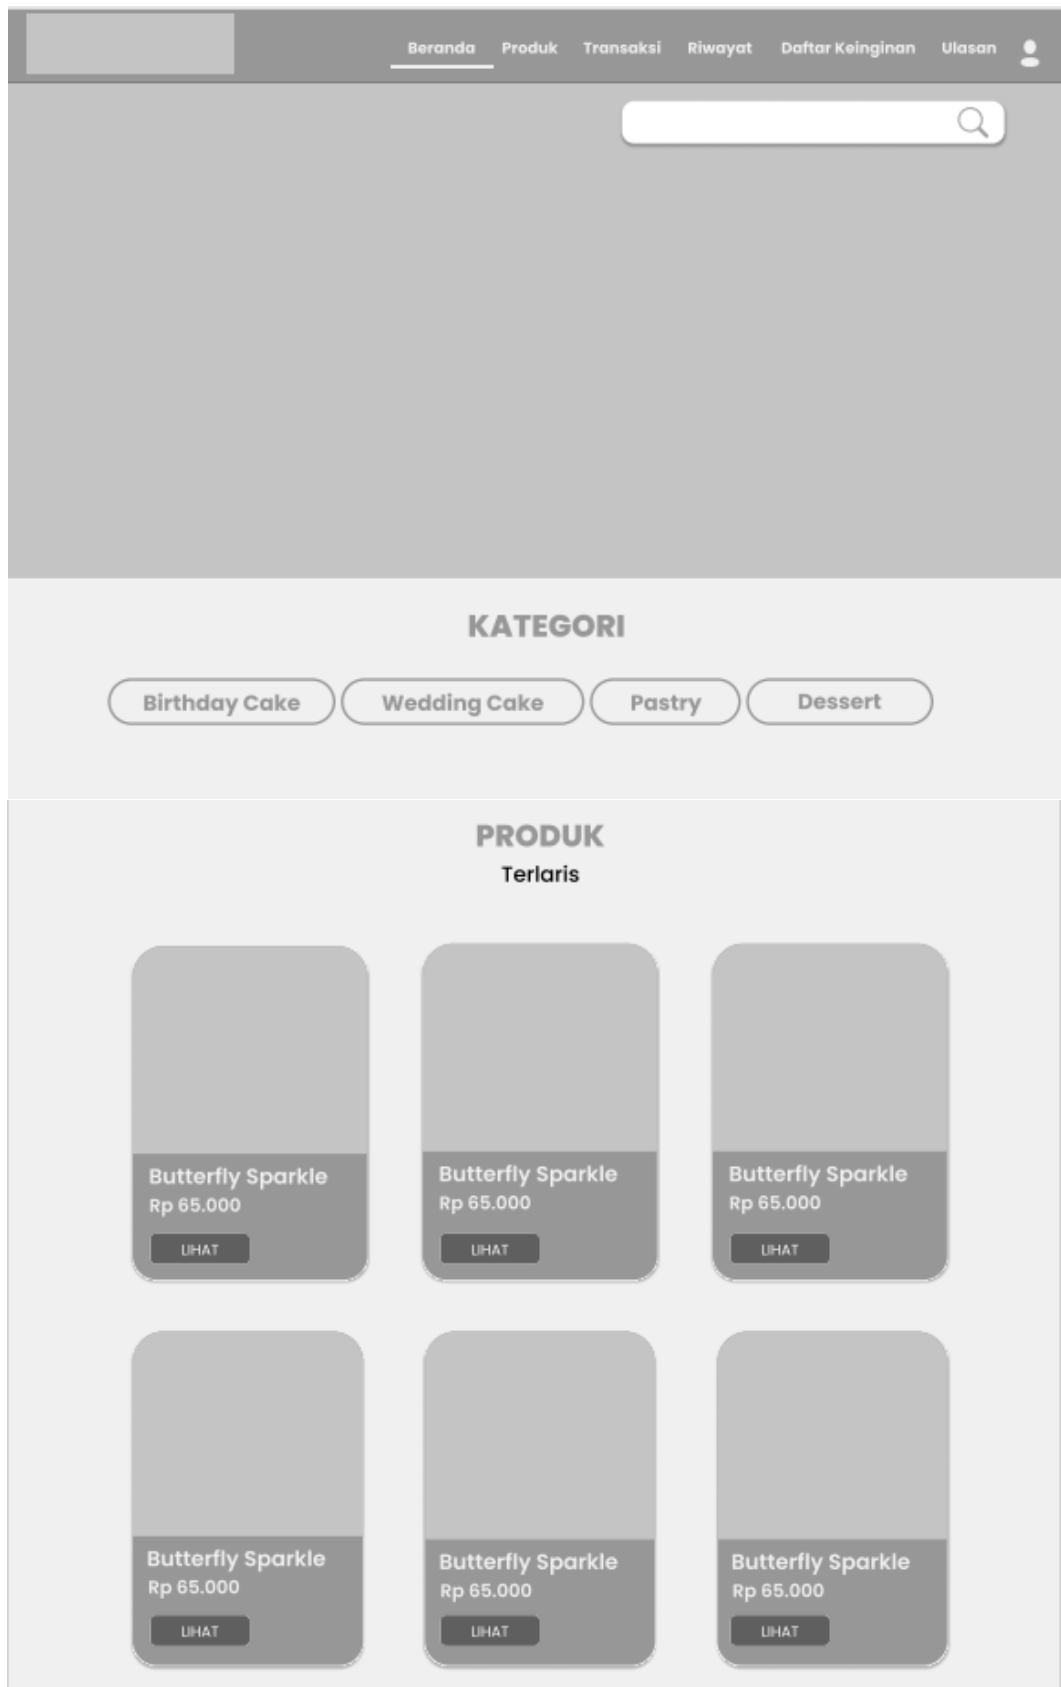 Beranda Produk Transaksi Riwayat Daftar Keinginan Ulasan
KATEGORI
Birthday Cake Wedding Cake Pastry Dessert
PRODUK
Terlaris
Butterfly Sparkle Butterfly Sparkle Butterfly Sparkle
Rp 65.000 Rp 65.000 Rp 65.000
LIHAT LIHAT LIHAT
Butterfly Sparkle Butterfly Sparkle Butterfly Sparkle
Rp 65.000 Rp 65.000 Rp 65.000
LIHAT LIHAT LIHAT